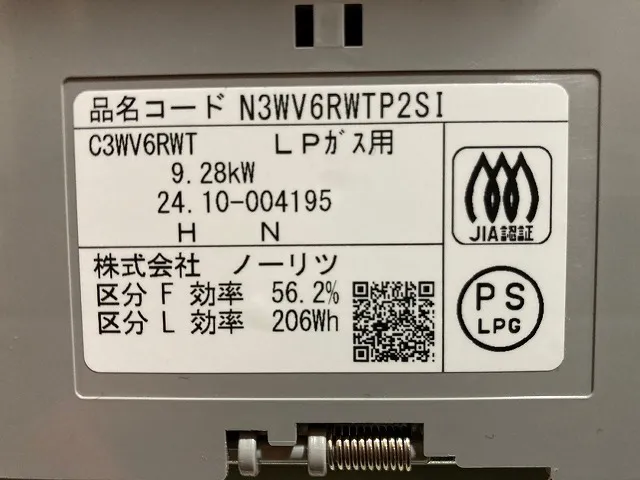 品名コード N3WV6RWTP2SI
C3WV6RWT LPガス用
9.28kW
24.10-004195
H N
株式会社 ノーリツ
区分 F 効率 56.2%
区分 L 効率 206Wh
JIA認証
PS
LPG